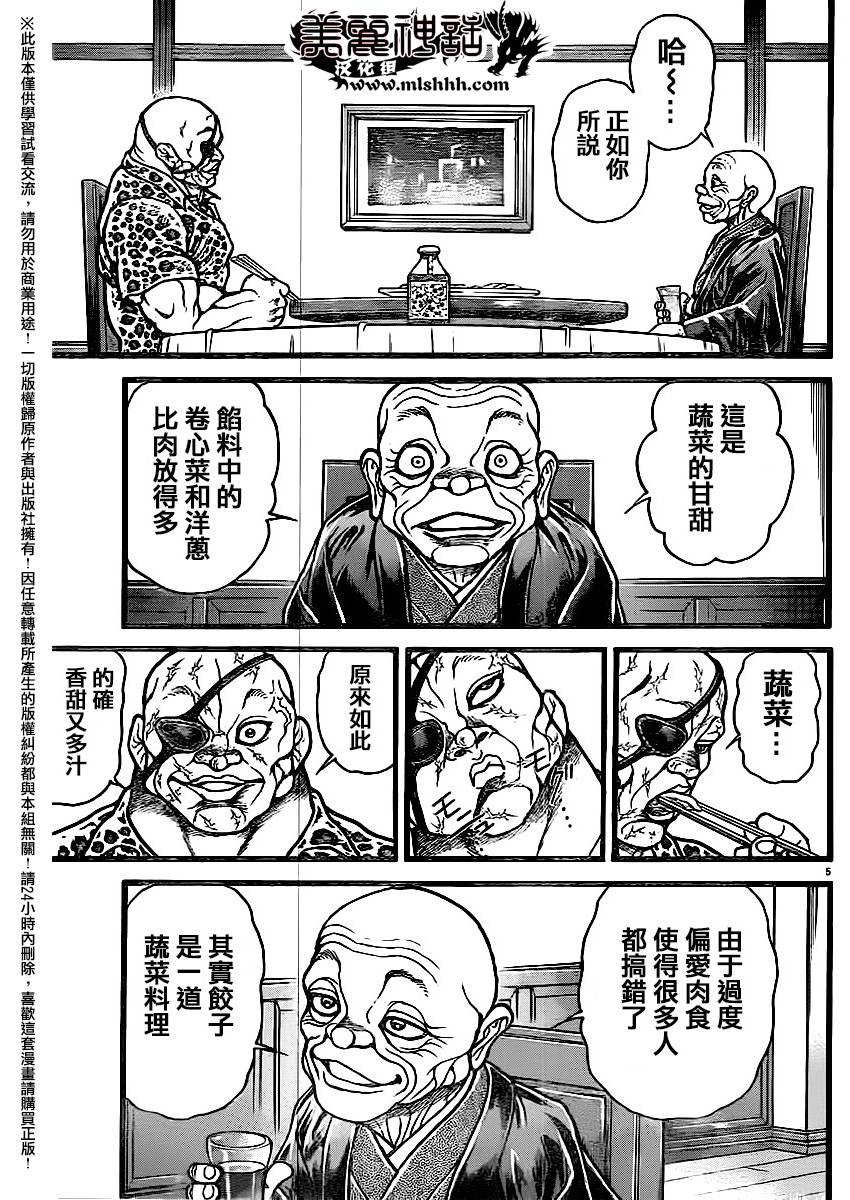 美麗神話
汉化组
www.mlshhh.com
哈～…
正如你
所説
這是
蔬菜的甘甜
餡料中的
卷心菜和洋蔥
比肉放得多
蔬菜…
モ
モ
原來如此
的確
香甜又多汁
5
由于過度
偏愛肉食
使得很多人
都搞錯了
其實餃子
是一道
蔬菜料理
※此版本僅供學習試看交流，請勿用於商業用途！一切版權歸原作者與出版社擁有！因任意轉載所產生的版權糾紛都與本組無關！請24小時內刪除，喜歡這套漫畫請購買正版！